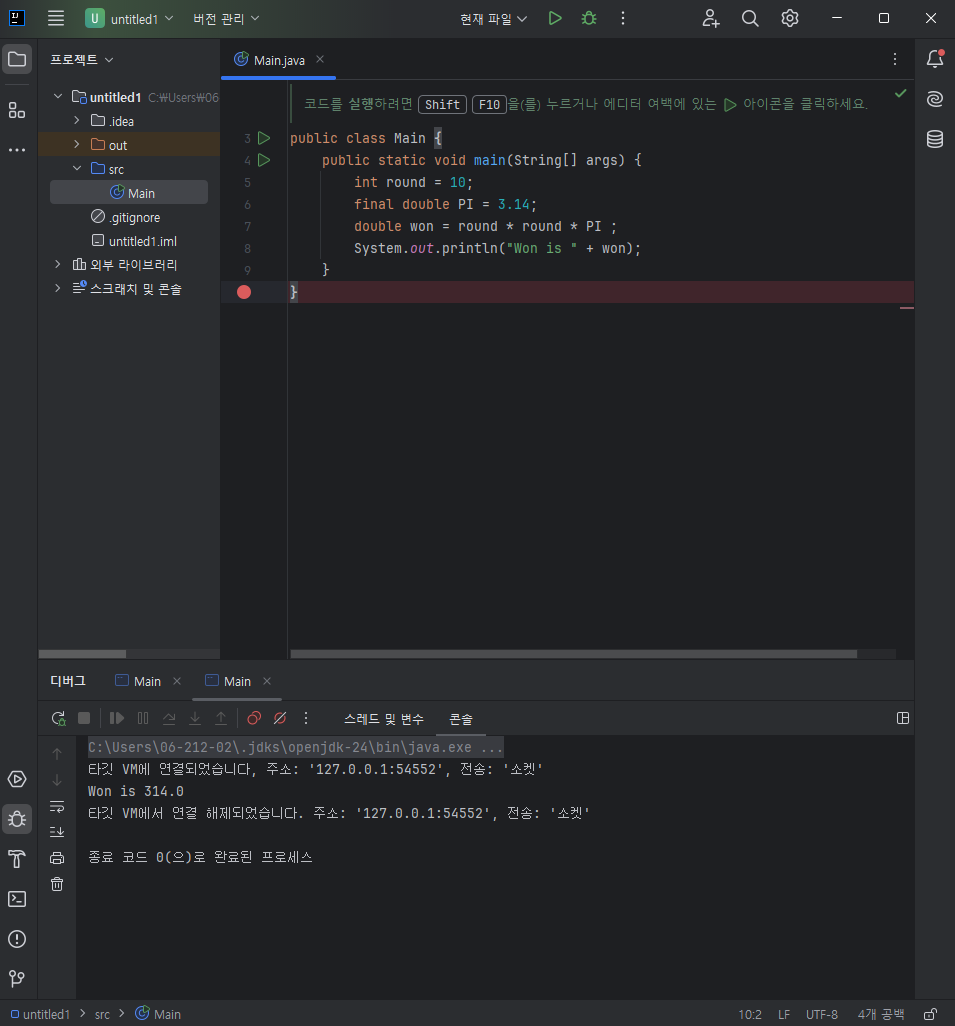 U untitled1 버전 관리 현재 파일
프로젝트
Main.java
untitled1 C:￦Users￦06
.idea
out
src
Main
.gitignore
untitled1.iml
외부 라이브러리
스크래치 및 콘솔
코드를 실행하려면 Shift F10 을(를) 누르거나 에디터 여백에 있는 아이콘을 클릭하세요.
3 public class Main {
4 public static void main(String[] args) {
5 int round = 10;
6 final double PI = 3.14;
7 double won = round * round * PI ;
8 System.out.println("Won is " + won);
9 }
}
디버그 Main Main
스레드 및 변수 콘솔
C:\Users\06-212-02\.jdks\openjdk-24\bin\java.exe ...
타깃 VM에 연결되었습니다, 주소: '127.0.0.1:54552', 전송: '소켓'
Won is 314.0
타깃 VM에서 연결 해제되었습니다. 주소: '127.0.0.1:54552', 전송: '소켓'
종료 코드 0(으)로 완료된 프로세스
untitled1 > src > Main 10:2 LF UTF-8 4개 공백